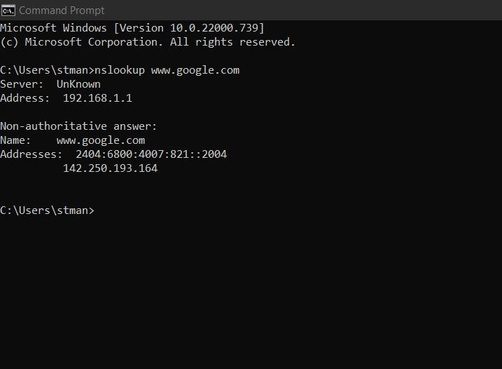 Command Prompt
Microsoft Windows [Version 10.0.22000.739]
(c) Microsoft Corporation. All rights reserved.
C:\Users\stman>nslookup www.google.com
Server:  UnKnown
Address:  192.168.1.1
Non-authoritative answer:
Name:    www.google.com
Addresses:  2404:6800:4007:821::2004
          142.250.193.164
C:\Users\stman>